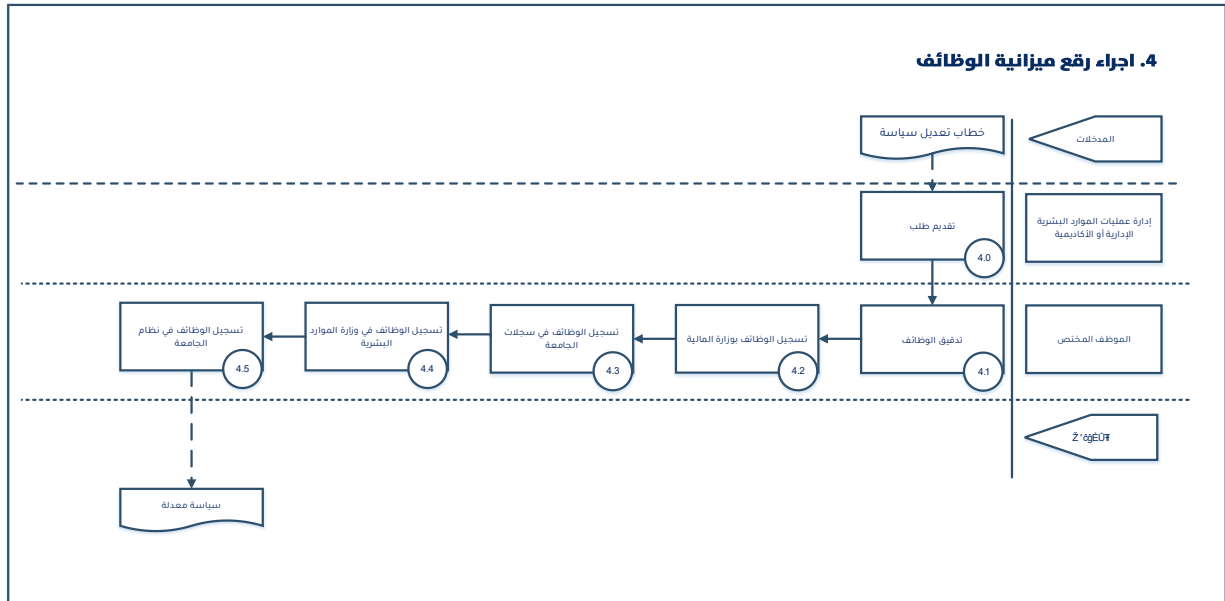 4. اجراء رقع ميزانية الوظائف
المدخلات
خطاب تعديل سياسة
إدارة عمليات الموارد البشرية
الإدارية أو الأكاديمية
تقديم طلب
4.0
الموظف المختص
تدقيق الوظائف
4.1
تسجيل الوظائف بوزارة المالية
4.2
تسجيل الوظائف في سجلات
الجامعة
4.3
تسجيل الوظائف في وزارة الموارد
البشرية
4.4
تسجيل الوظائف في نظام
الجامعة
4.5
سياسة معدلة